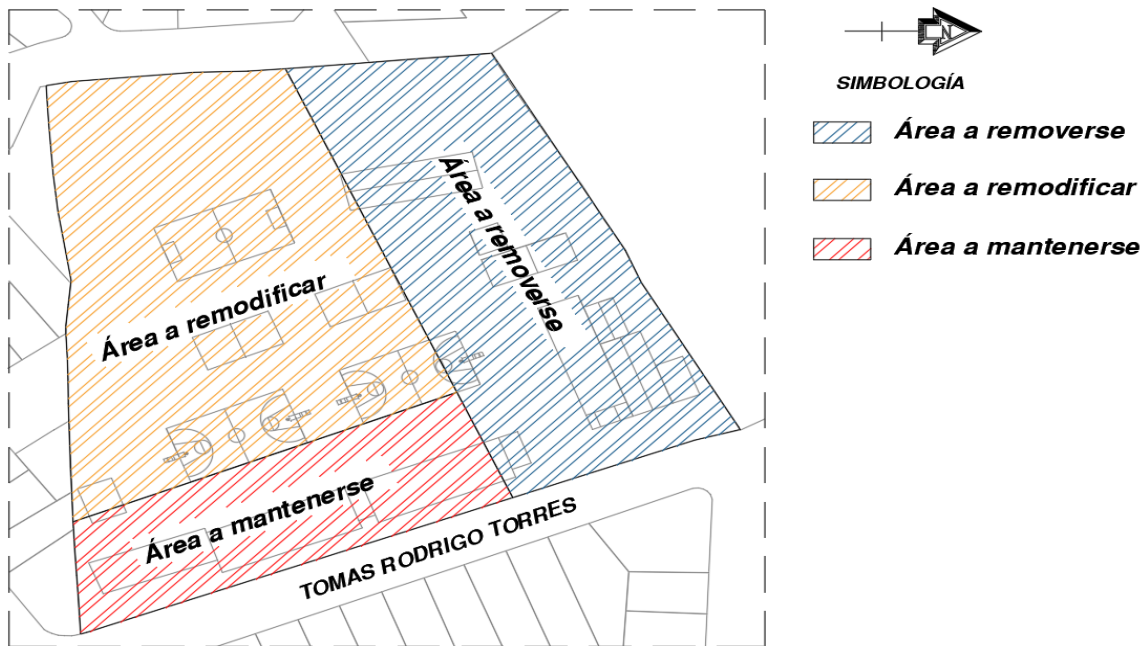 N
SIMBOLOGÍA
Área a removerse
Área a remodificar
Área a mantenerse
Área a removerse
Área a remodificar
Área a mantenerse
TOMAS RODRIGO TORRES